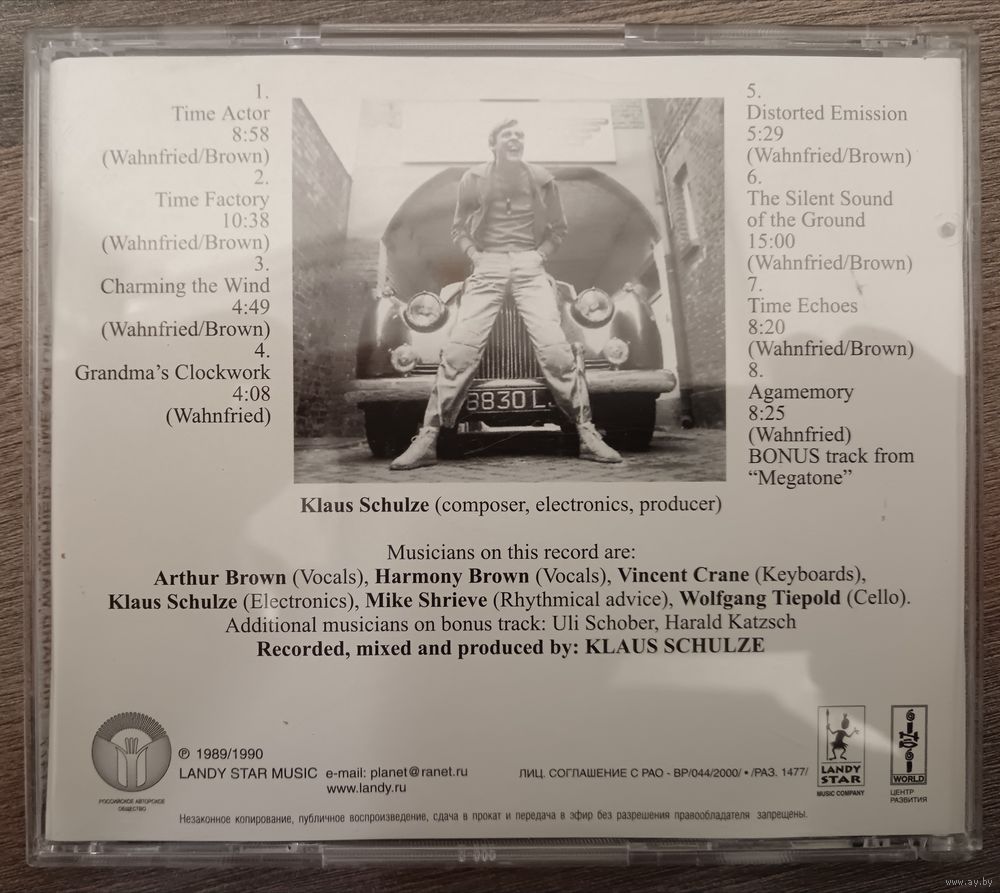 1.
Time Actor
8:58
(Wahnfried/Brown)
2.
Time Factory
10:38
(Wahnfried/Brown)
3.
Charming the Wind
4:49
(Wahnfried/Brown)
4.
Grandma's Clockwork
4:08
(Wahnfried)
5.
Distorted Emission
5:29
(Wahnfried/Brown)
6.
The Silent Sound
of the Ground
15:00
(Wahnfried/Brown)
7.
Time Echoes
8:20
(Wahnfried/Brown)
8.
Agamemory
8:25
(Wahnfried)
BONUS track from
“Megatone”
8830 L
Klaus Schulze (composer, electronics, producer)
Musicians on this record are:
Arthur Brown (Vocals), Harmony Brown (Vocals), Vincent Crane (Keyboards),
Klaus Schulze (Electronics), Mike Shrieve (Rhythmical advice), Wolfgang Tiepold (Cello).
Additional musicians on bonus track: Uli Schober, Harald Katzsch
Recorded, mixed and produced by: KLAUS SCHULZE
РОССИЙСКОЕ АВТОРСКОЕ
ОБЩЕСТВО
℗ 1989/1990
LANDY STAR MUSIC e-mail: planet@ranet.ru
www.landy.ru
ЛИЦ. СОГЛАШЕНИЕ С РАО - ВР/044/2000/ • /РАЗ. 1477/
LANDY
STAR
MUSIC COMPANY
WORLD
ЦЕНТР
РАЗВИТИЯ
Незаконное копирование, публичное воспроизведение, сдача в прокат и передача в эфир без разрешения правообладателя запрещены.
www.ay.by